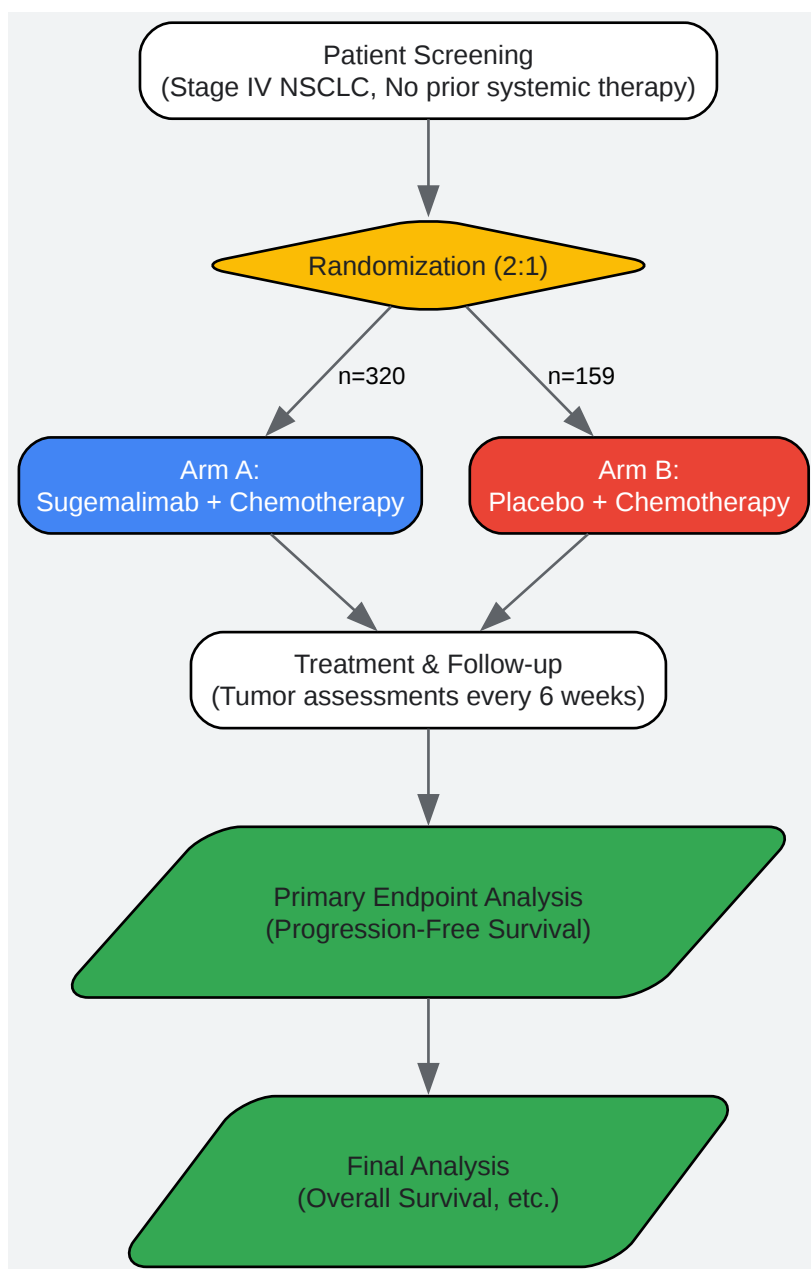 Patient Screening
(Stage IV NSCLC, No prior systemic therapy)
Randomization (2:1)
n=320
n=159
Arm A:
Sugemalimab + Chemotherapy
Arm B:
Placebo + Chemotherapy
Treatment & Follow-up
(Tumor assessments every 6 weeks)
Primary Endpoint Analysis
(Progression-Free Survival)
Final Analysis
(Overall Survival, etc.)